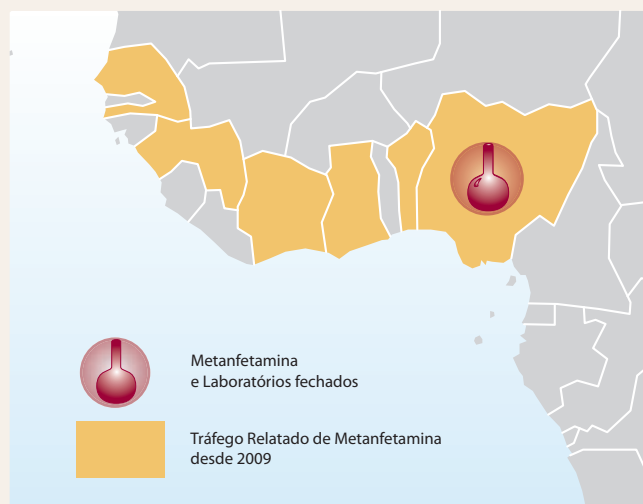 Metanfetamina
e Laboratórios fechados
Tráfego Relatado de Metanfetamina
desde 2009